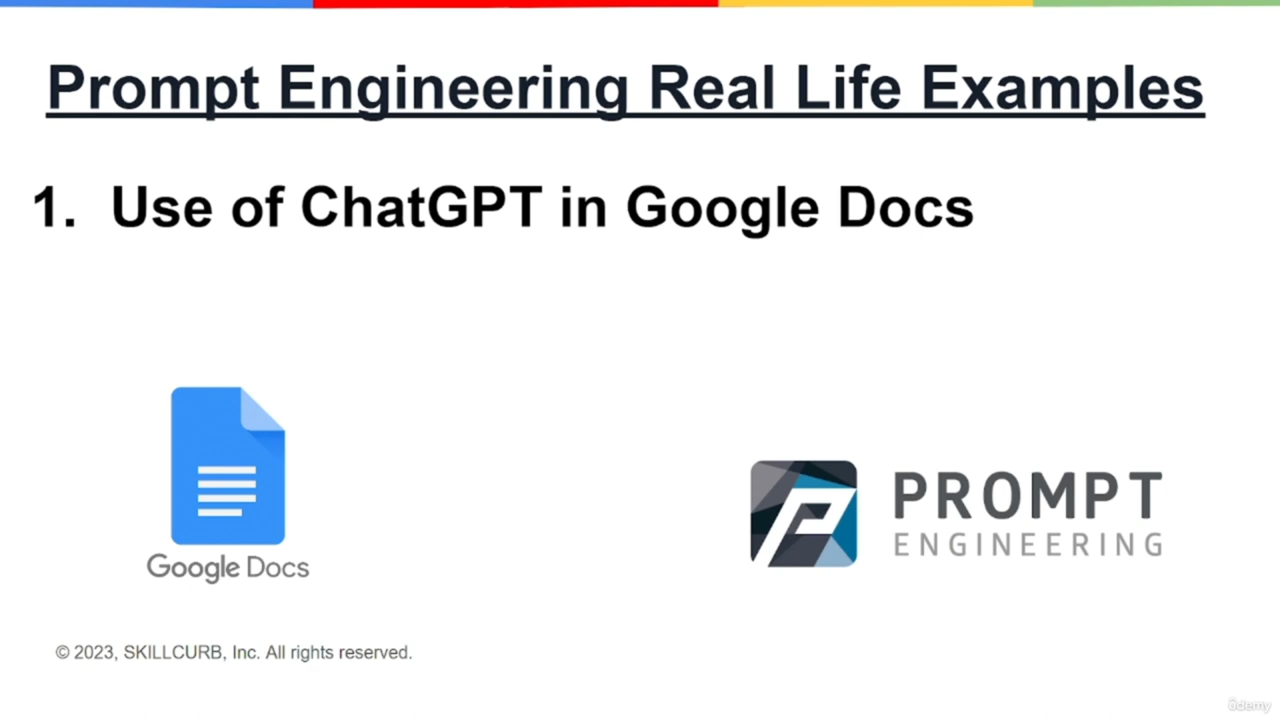 Prompt Engineering Real Life Examples
1. Use of ChatGPT in Google Docs
Google Docs
PROMPT
ENGINEERING
© 2023, SKILLCURB, Inc. All rights reserved.
ûdemy